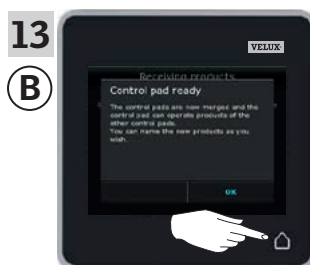 13
B
VELUX
Receiving products
Control pad ready
The control pads are now merged and the
control pad can operate products of the
other control pads.
You can name the new products as you
wish.
OK